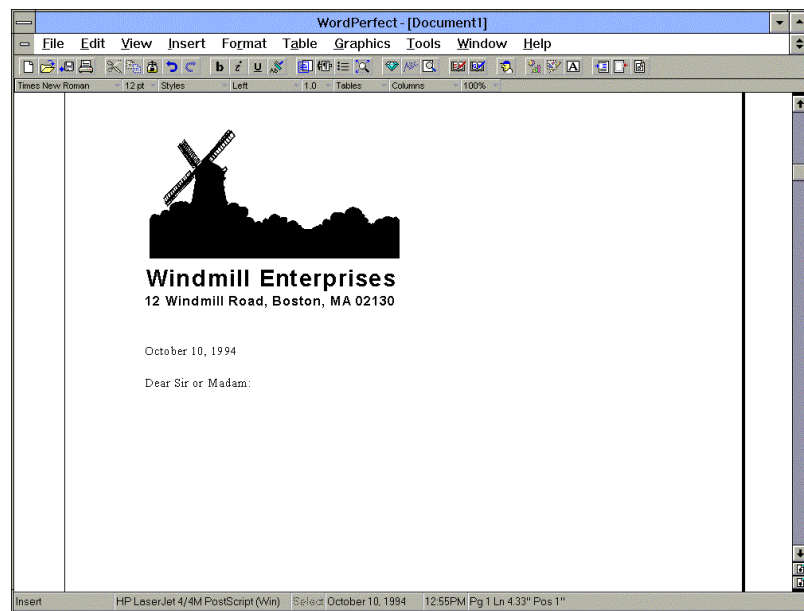 WordPerfect - [Document1]
File Edit View Insert Format Table Graphics Tools Window Help
b i u
Times New Roman 12 pt Styles Left 1.0 Tables Columns 100%
Windmill Enterprises
12 Windmill Road, Boston, MA 02130
October 10, 1994
Dear Sir or Madam:
Insert HP LaserJet 4/4M PostScript (Win) Select October 10, 1994 12:55PM Pg 1 Ln 4.33" Pos 1"